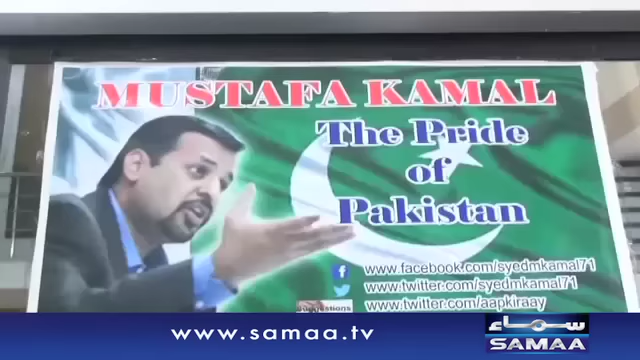 MUSTAFA KAMAL
The Pride
of
Pakistan
www.facebook.com/syedmkamal71
www.twitter.com/syedmkamal71
www.twitter.com/aapkiraay
Suggestions
www.samaa.tv
سماء
SAMAA